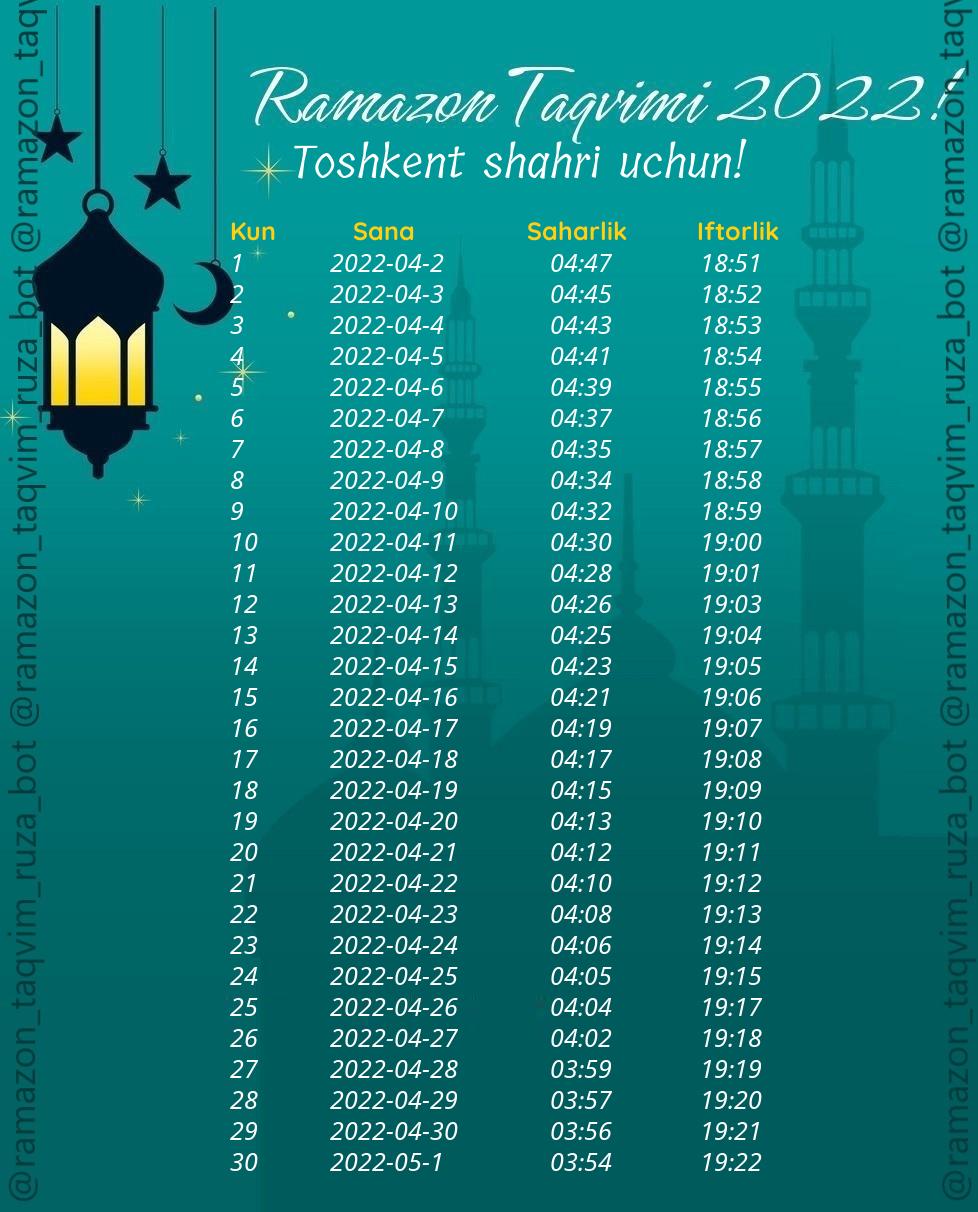 Ramazon Taqvimi 2022!
Toshkent shahri uchun!
Kun Sana Saharlik Iftorlik
1 2022-04-2 04:47 18:51
2 2022-04-3 04:45 18:52
3 2022-04-4 04:43 18:53
4 2022-04-5 04:41 18:54
5 2022-04-6 04:39 18:55
6 2022-04-7 04:37 18:56
7 2022-04-8 04:35 18:57
8 2022-04-9 04:34 18:58
9 2022-04-10 04:32 18:59
10 2022-04-11 04:30 19:00
11 2022-04-12 04:28 19:01
12 2022-04-13 04:26 19:03
13 2022-04-14 04:25 19:04
14 2022-04-15 04:23 19:05
15 2022-04-16 04:21 19:06
16 2022-04-17 04:19 19:07
17 2022-04-18 04:17 19:08
18 2022-04-19 04:15 19:09
19 2022-04-20 04:13 19:10
20 2022-04-21 04:12 19:11
21 2022-04-22 04:10 19:12
22 2022-04-23 04:08 19:13
23 2022-04-24 04:06 19:14
24 2022-04-25 04:05 19:15
25 2022-04-26 04:04 19:17
26 2022-04-27 04:02 19:18
27 2022-04-28 03:59 19:19
28 2022-04-29 03:57 19:20
29 2022-04-30 03:56 19:21
30 2022-05-1 03:54 19:22
@ramazon_taqvim_ruza_bot @ramazon_taqvim_ruza_bot @ramazon_taqv
@ramazon_taqvim_ruza_bot @ramazon_taqvim_ruza_bot @ramazon_taqv